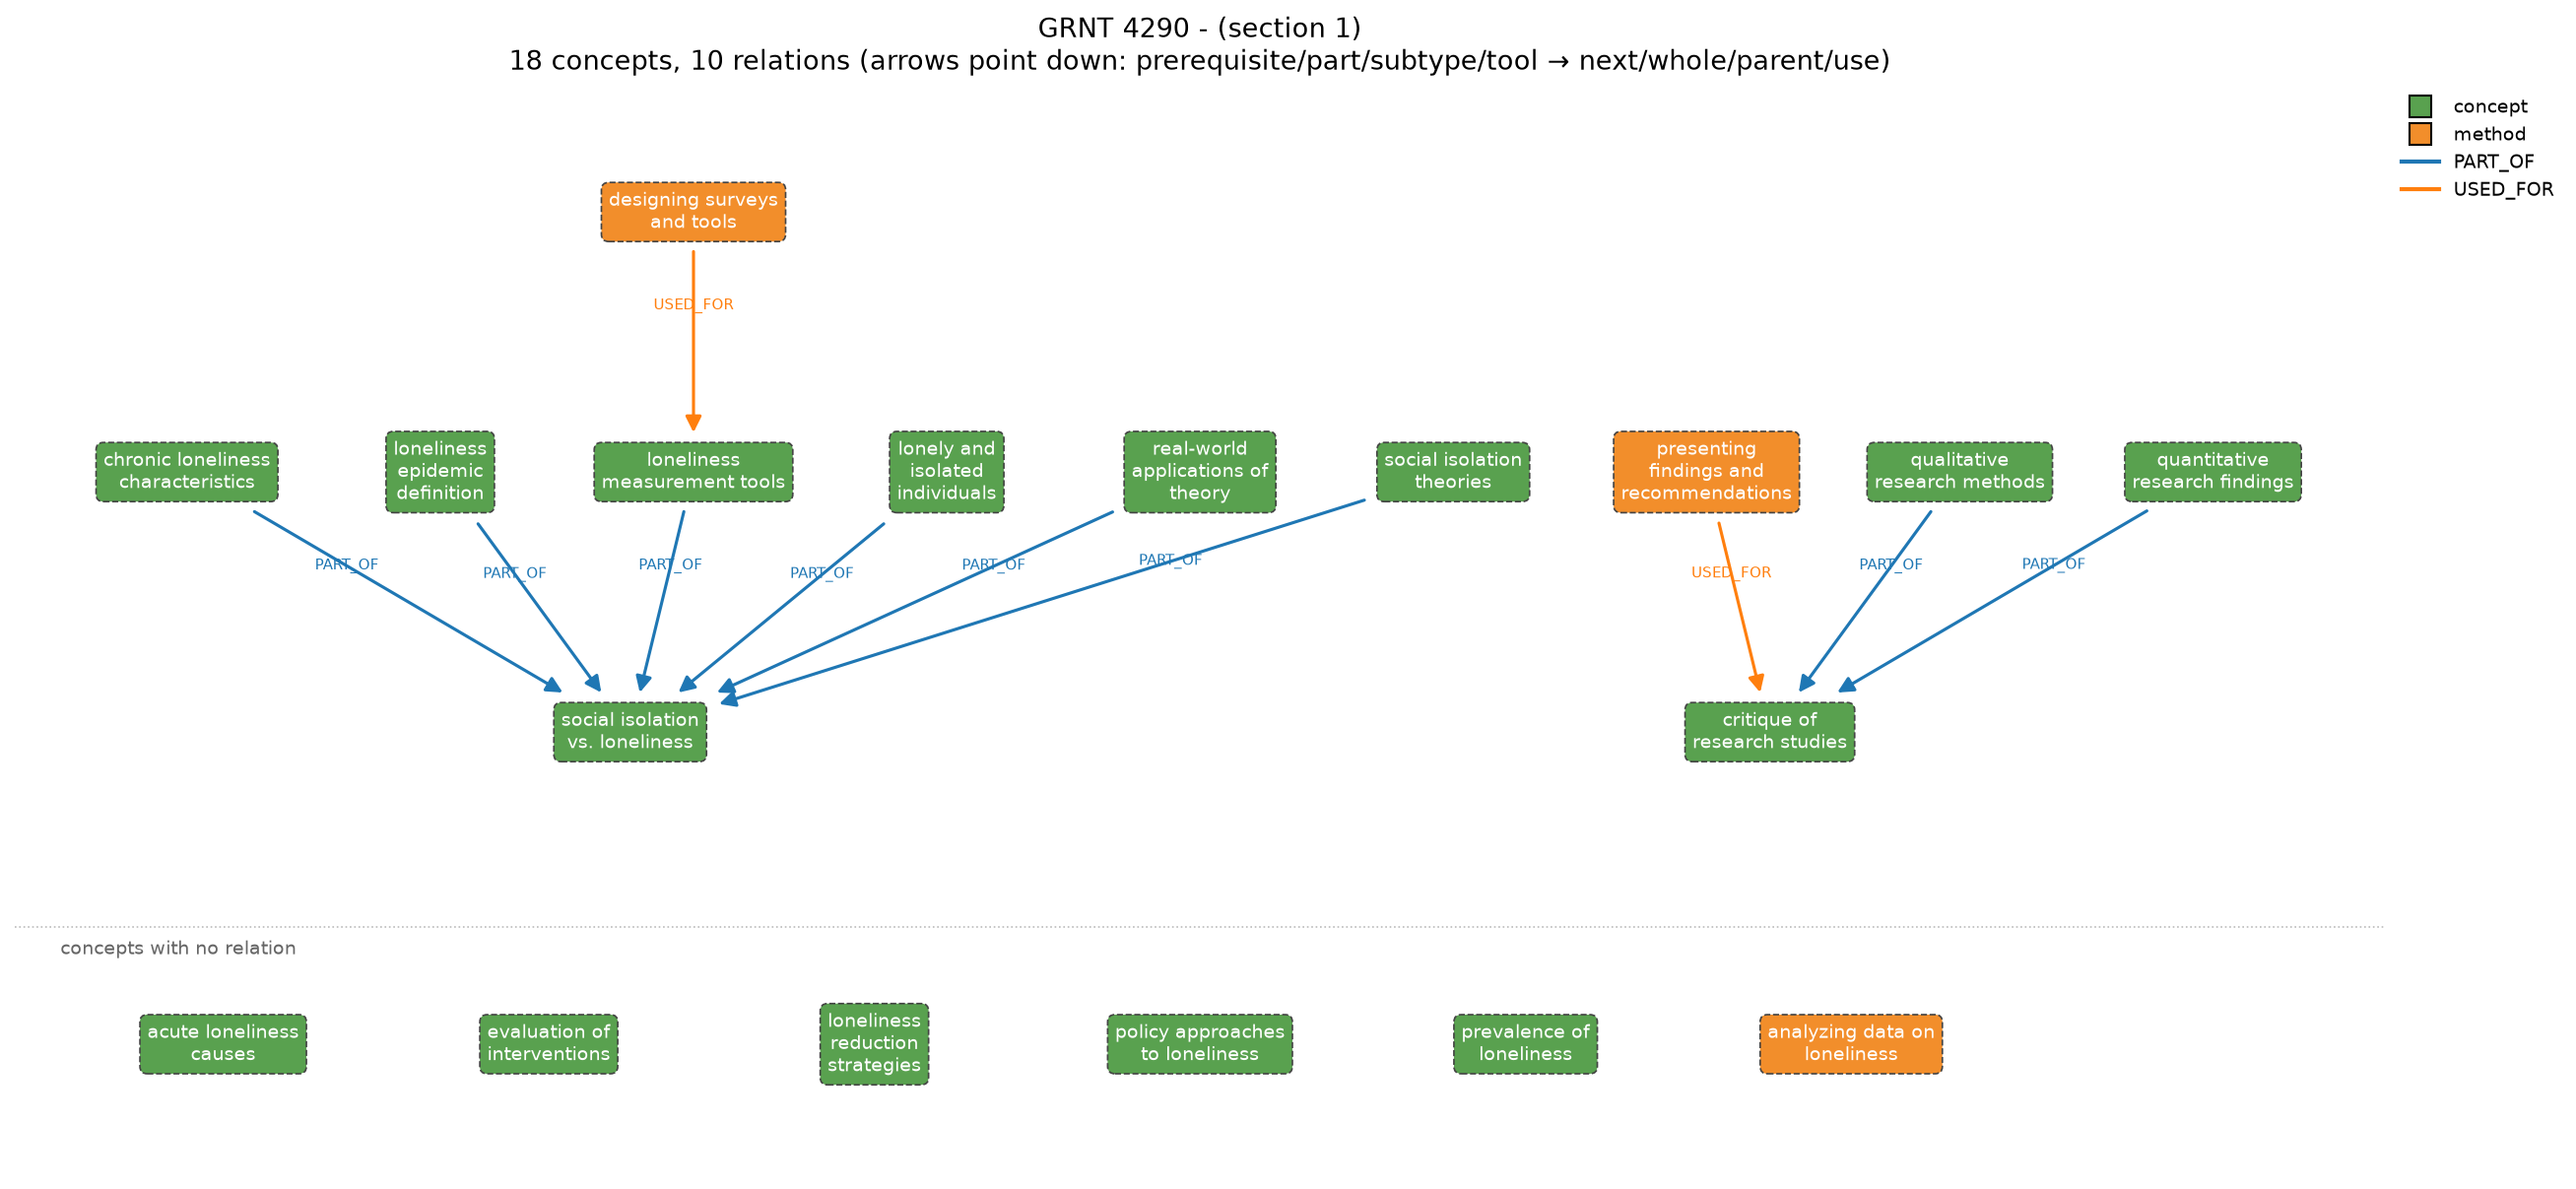 GRNT 4290 - (section 1)
18 concepts, 10 relations (arrows point down: prerequisite/part/subtype/tool → next/whole/parent/use)
concept
method
PART_OF
USED_FOR
designing surveys
and tools
USED_FOR
chronic loneliness
characteristics
loneliness
epidemic
definition
loneliness
measurement tools
lonely and
isolated
individuals
real-world
applications of
theory
social isolation
theories
presenting
findings and
recommendations
qualitative
research methods
quantitative
research findings
PART_OF
PART_OF
PART_OF
PART_OF
PART_OF
PART_OF
USED_FOR
PART_OF
PART_OF
social isolation
vs. loneliness
critique of
research studies
concepts with no relation
acute loneliness
causes
evaluation of
interventions
loneliness
reduction
strategies
policy approaches
to loneliness
prevalence of
loneliness
analyzing data on
loneliness